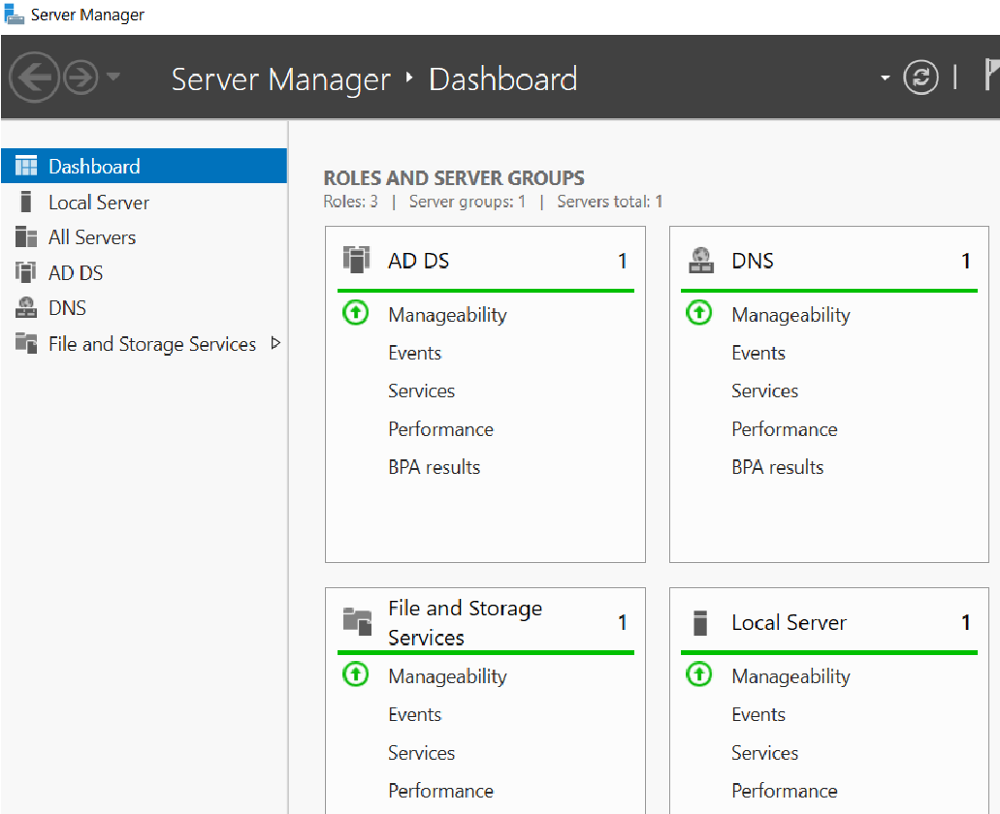 Server Manager
Server Manager ‣ Dashboard
Dashboard
Local Server
All Servers
AD DS
DNS
File and Storage Services
ROLES AND SERVER GROUPS
Roles: 3 | Server groups: 1 | Servers total: 1
AD DS 1
Manageability
Events
Services
Performance
BPA results
DNS 1
Manageability
Events
Services
Performance
BPA results
File and Storage
Services 1
Manageability
Events
Services
Performance
Local Server 1
Manageability
Events
Services
Performance